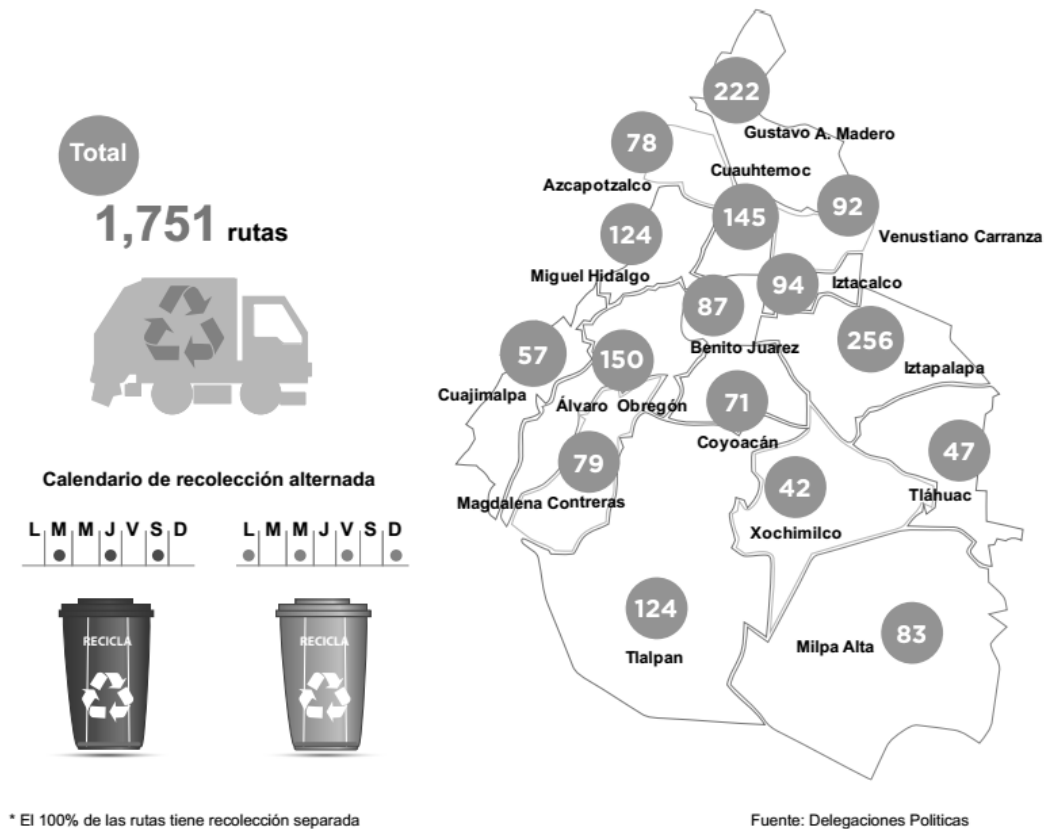 Total
1,751 rutas
Calendario de recolección alternada
L M M J V S D
L M M J V S D
RECICLA
RECICLA
222
Gustavo A. Madero
78
Azcapotzalco
Cuauhtemoc
145
92
Venustiano Carranza
124
Miguel Hidalgo
94
Iztacalco
87
Benito Juarez
256
Iztapalapa
57
Cuajimalpa
150
Álvaro Obregón
71
Coyoacán
79
Magdalena Contreras
47
Tláhuac
42
Xochimilco
124
Tlalpan
Milpa Alta
83
* El 100% de las rutas tiene recolección separada
Fuente: Delegaciones Politicas